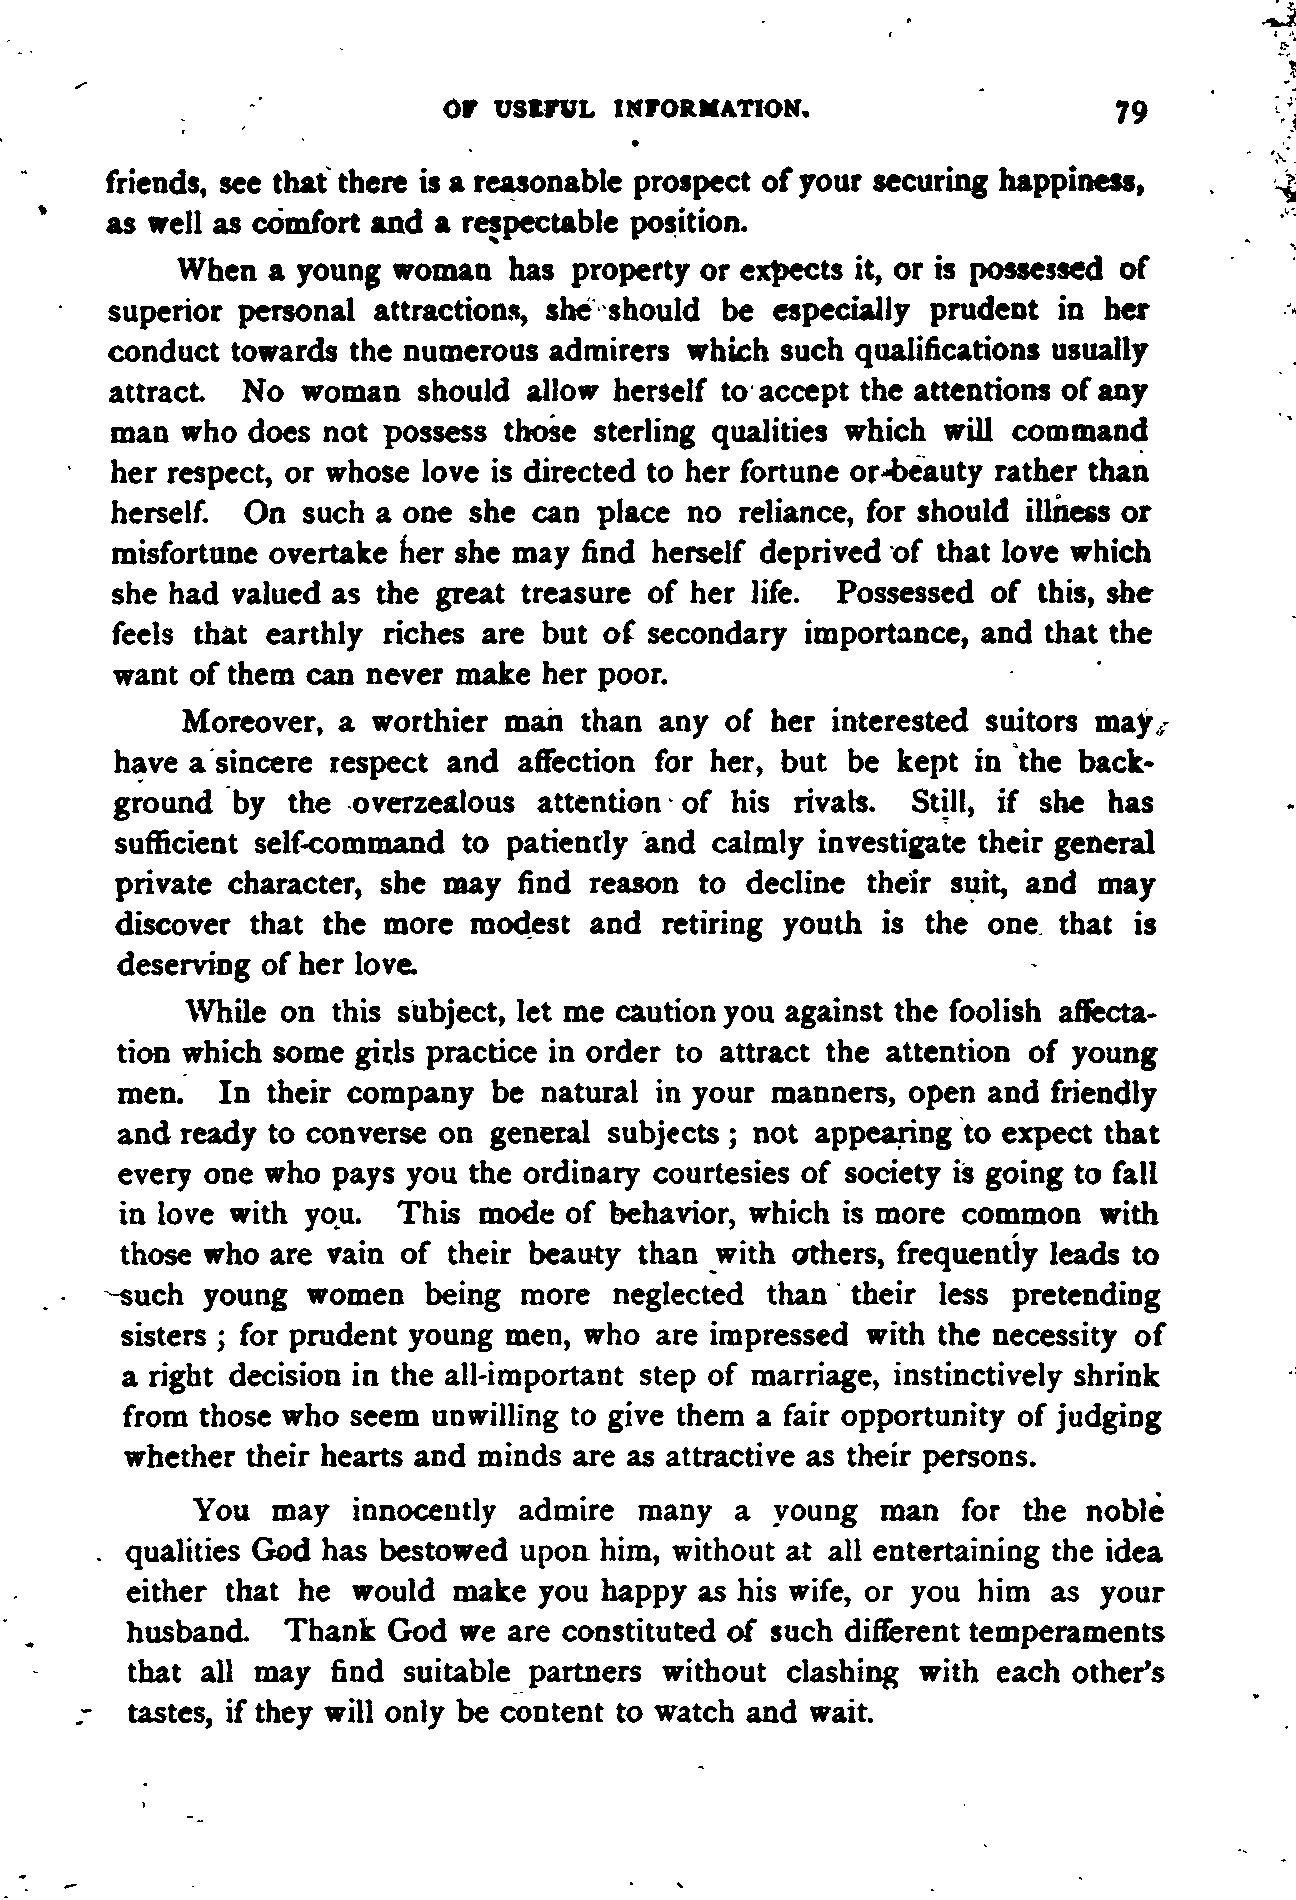 OF USEFUL INFORMATION. 79
friends, see that there is a reasonable prospect of your securing happiness,
as well as comfort and a respectable position.
When a young woman has property or expects it, or is possessed of
superior personal attractions, she should be especially prudent in her
conduct towards the numerous admirers which such qualifications usually
attract. No woman should allow herself to accept the attentions of any
man who does not possess those sterling qualities which will command
her respect, or whose love is directed to her fortune or beauty rather than
herself. On such a one she can place no reliance, for should illness or
misfortune overtake her she may find herself deprived of that love which
she had valued as the great treasure of her life. Possessed of this, she
feels that earthly riches are but of secondary importance, and that the
want of them can never make her poor.
Moreover, a worthier man than any of her interested suitors may
have a sincere respect and affection for her, but be kept in the back-
ground by the overzealous attention of his rivals. Still, if she has
sufficient self-command to patiently and calmly investigate their general
private character, she may find reason to decline their suit, and may
discover that the more modest and retiring youth is the one that is
deserving of her love.
While on this subject, let me caution you against the foolish affecta-
tion which some girls practice in order to attract the attention of young
men. In their company be natural in your manners, open and friendly
and ready to converse on general subjects ; not appearing to expect that
every one who pays you the ordinary courtesies of society is going to fall
in love with you. This mode of behavior, which is more common with
those who are vain of their beauty than with others, frequently leads to
such young women being more neglected than their less pretending
sisters ; for prudent young men, who are impressed with the necessity of
a right decision in the all-important step of marriage, instinctively shrink
from those who seem unwilling to give them a fair opportunity of judging
whether their hearts and minds are as attractive as their persons.
You may innocently admire many a young man for the noble
qualities God has bestowed upon him, without at all entertaining the idea
either that he would make you happy as his wife, or you him as your
husband. Thank God we are constituted of such different temperaments
that all may find suitable partners without clashing with each other's
tastes, if they will only be content to watch and wait.